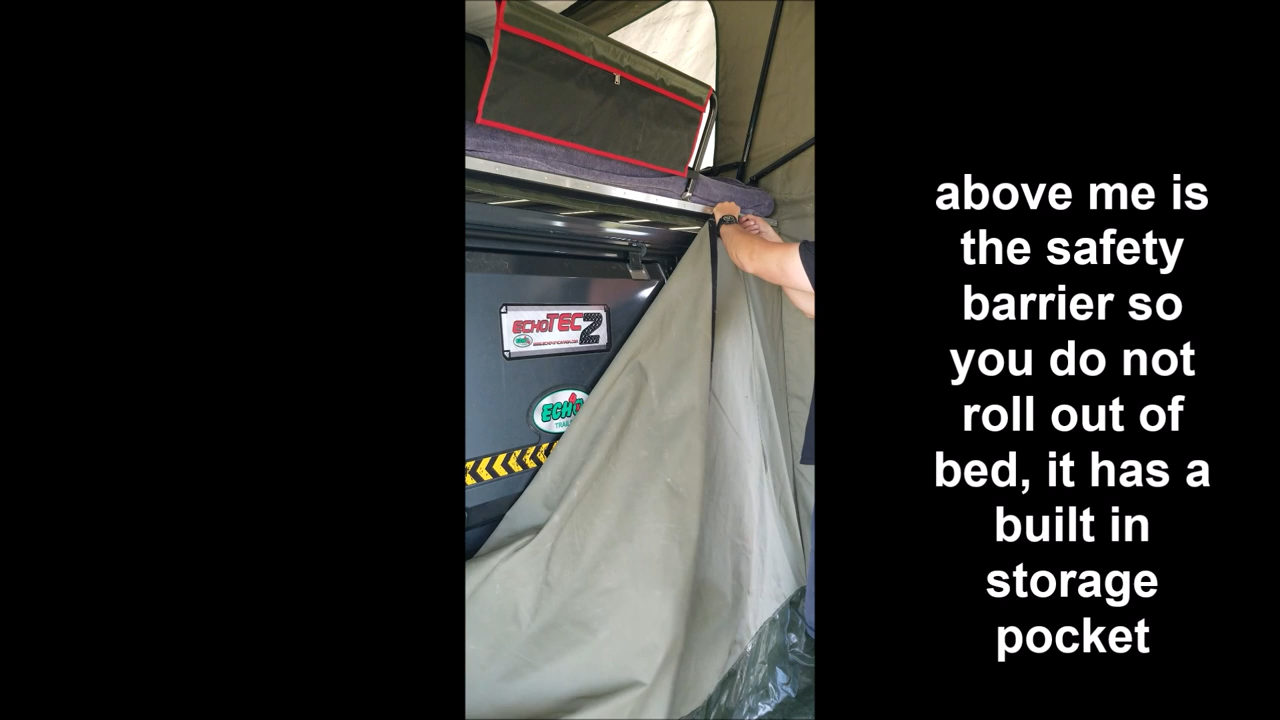 ECHOTEC2
ECHO
TRAIL
above me is
the safety
barrier so
you do not
roll out of
bed, it has a
built in
storage
pocket